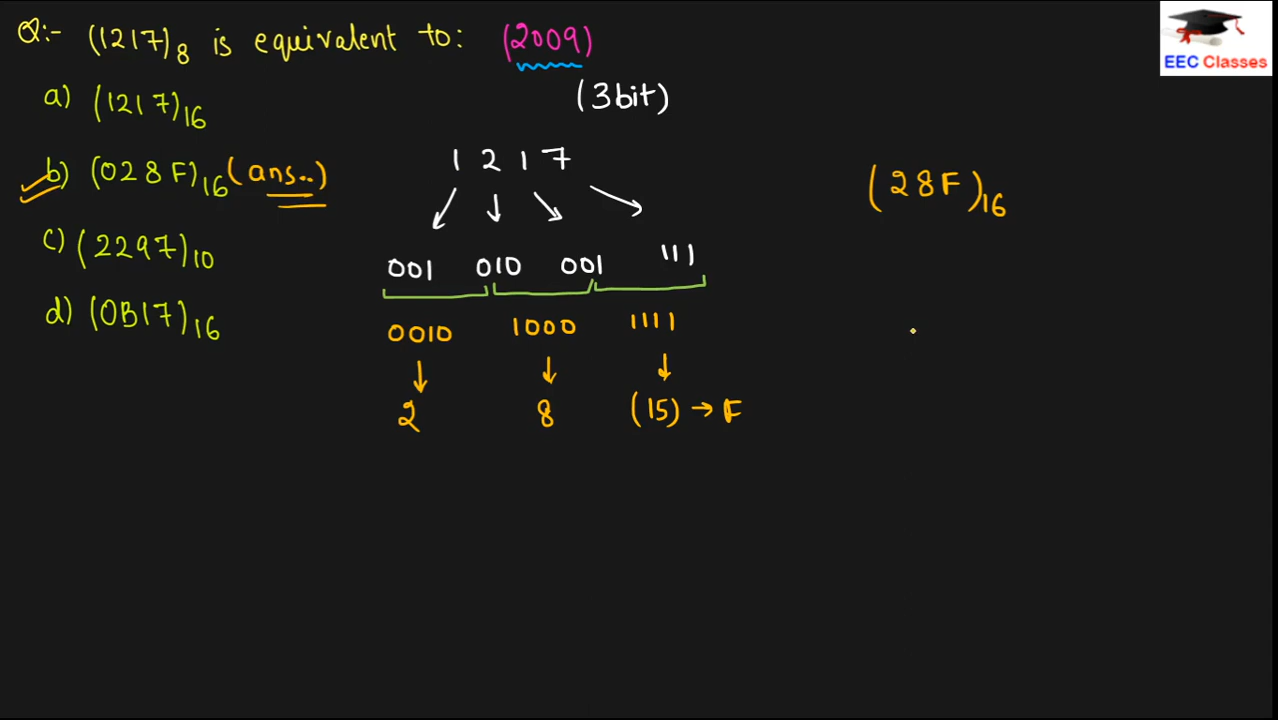 Q:- (1217)8 is equivalent to: (2009)
EEC Classes
a) (1217)16
(3bit)
1 2 1 7
b) (028F)16 (ans..)
(28F)16
c) (2297)10
001 010 001 111
d) (0B17)16
0010 1000 1111
2 8 (15) → F